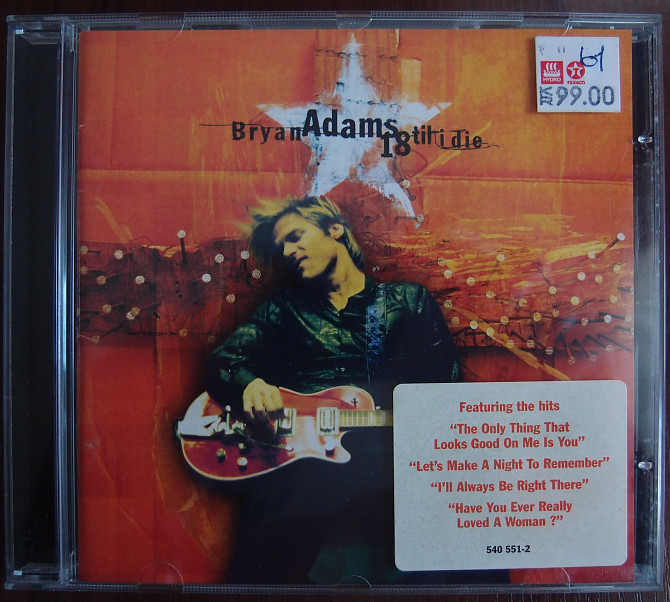 Bryan Adams 18 til i die
61
HYDRO TEXACO
KR 99.00
Featuring the hits
“The Only Thing That
Looks Good On Me Is You”
“Let's Make A Night To Remember”
“I'll Always Be Right There”
“Have You Ever Really
Loved A Woman ?”
540 551-2